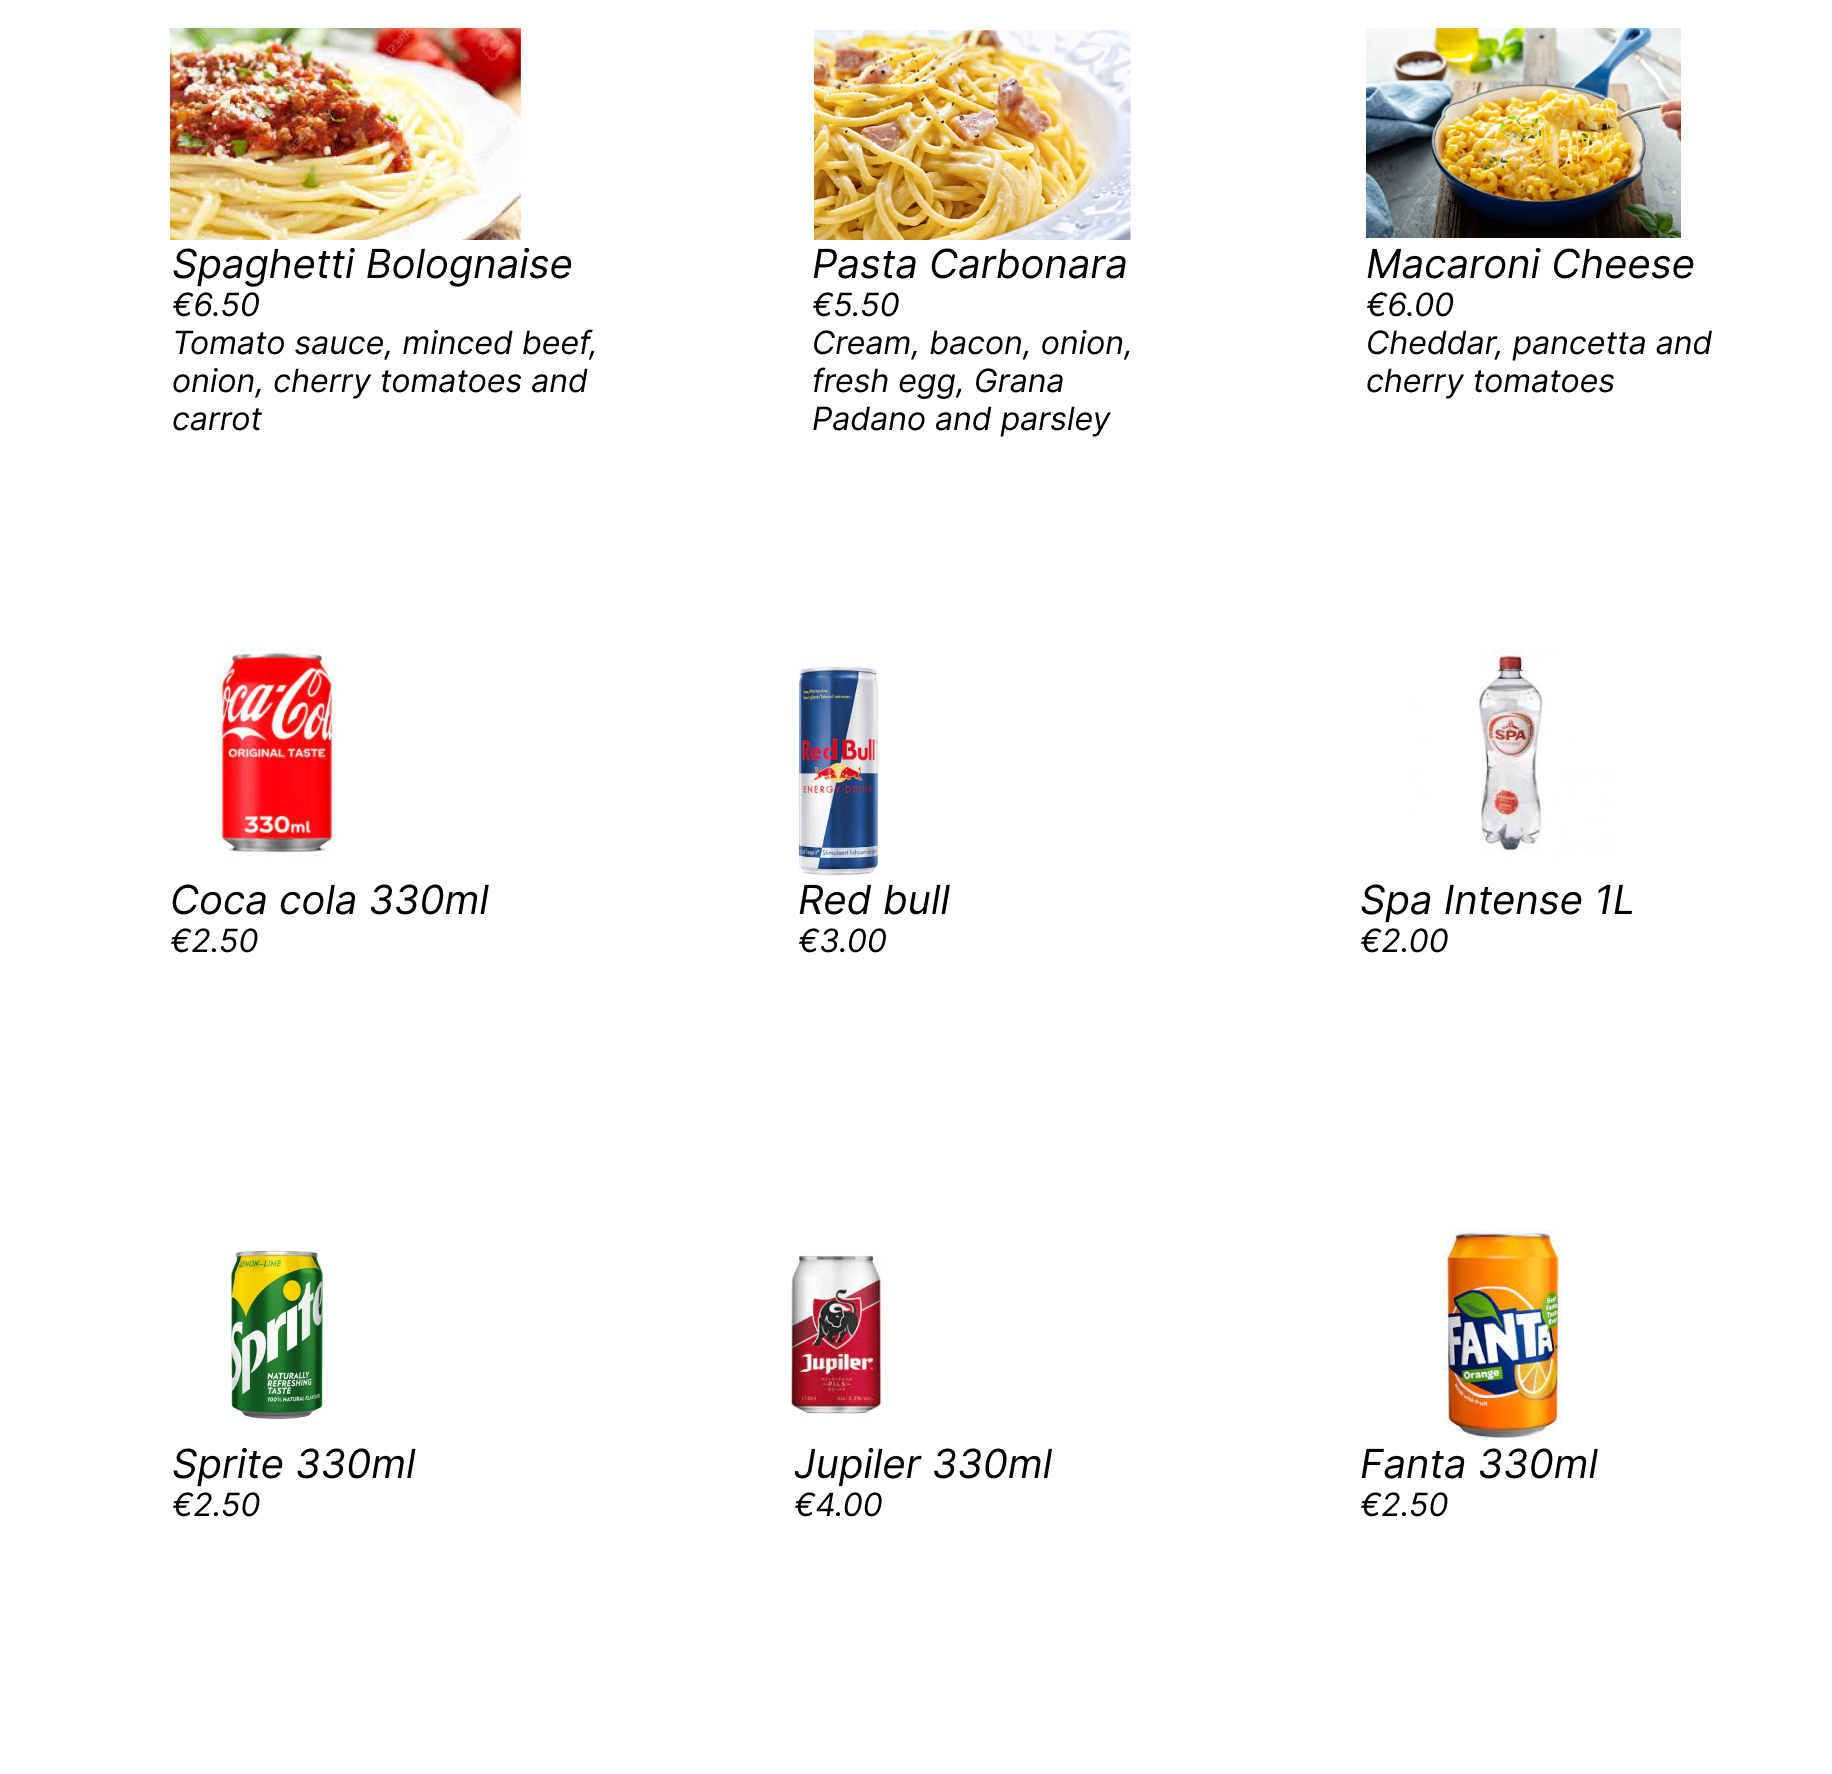 Spaghetti Bolognaise
€6.50
Tomato sauce, minced beef,
onion, cherry tomatoes and
carrot
Pasta Carbonara
€5.50
Cream, bacon, onion,
fresh egg, Grana
Padano and parsley
Macaroni Cheese
€6.00
Cheddar, pancetta and
cherry tomatoes
Coca-Cola
ORIGINAL TASTE
330ml
Coca cola 330ml
€2.50
Red Bull
ENERGY DRINK
Red bull
€3.00
SPA
Spa Intense 1L
€2.00
LEMON-LIME
Sprite
NATURALLY
REFRESHING
TASTE
100% NATURAL FLAVOURS
Sprite 330ml
€2.50
Jupiler
PILS
Jupiler 330ml
€4.00
FANTA
Orange
Fanta 330ml
€2.50